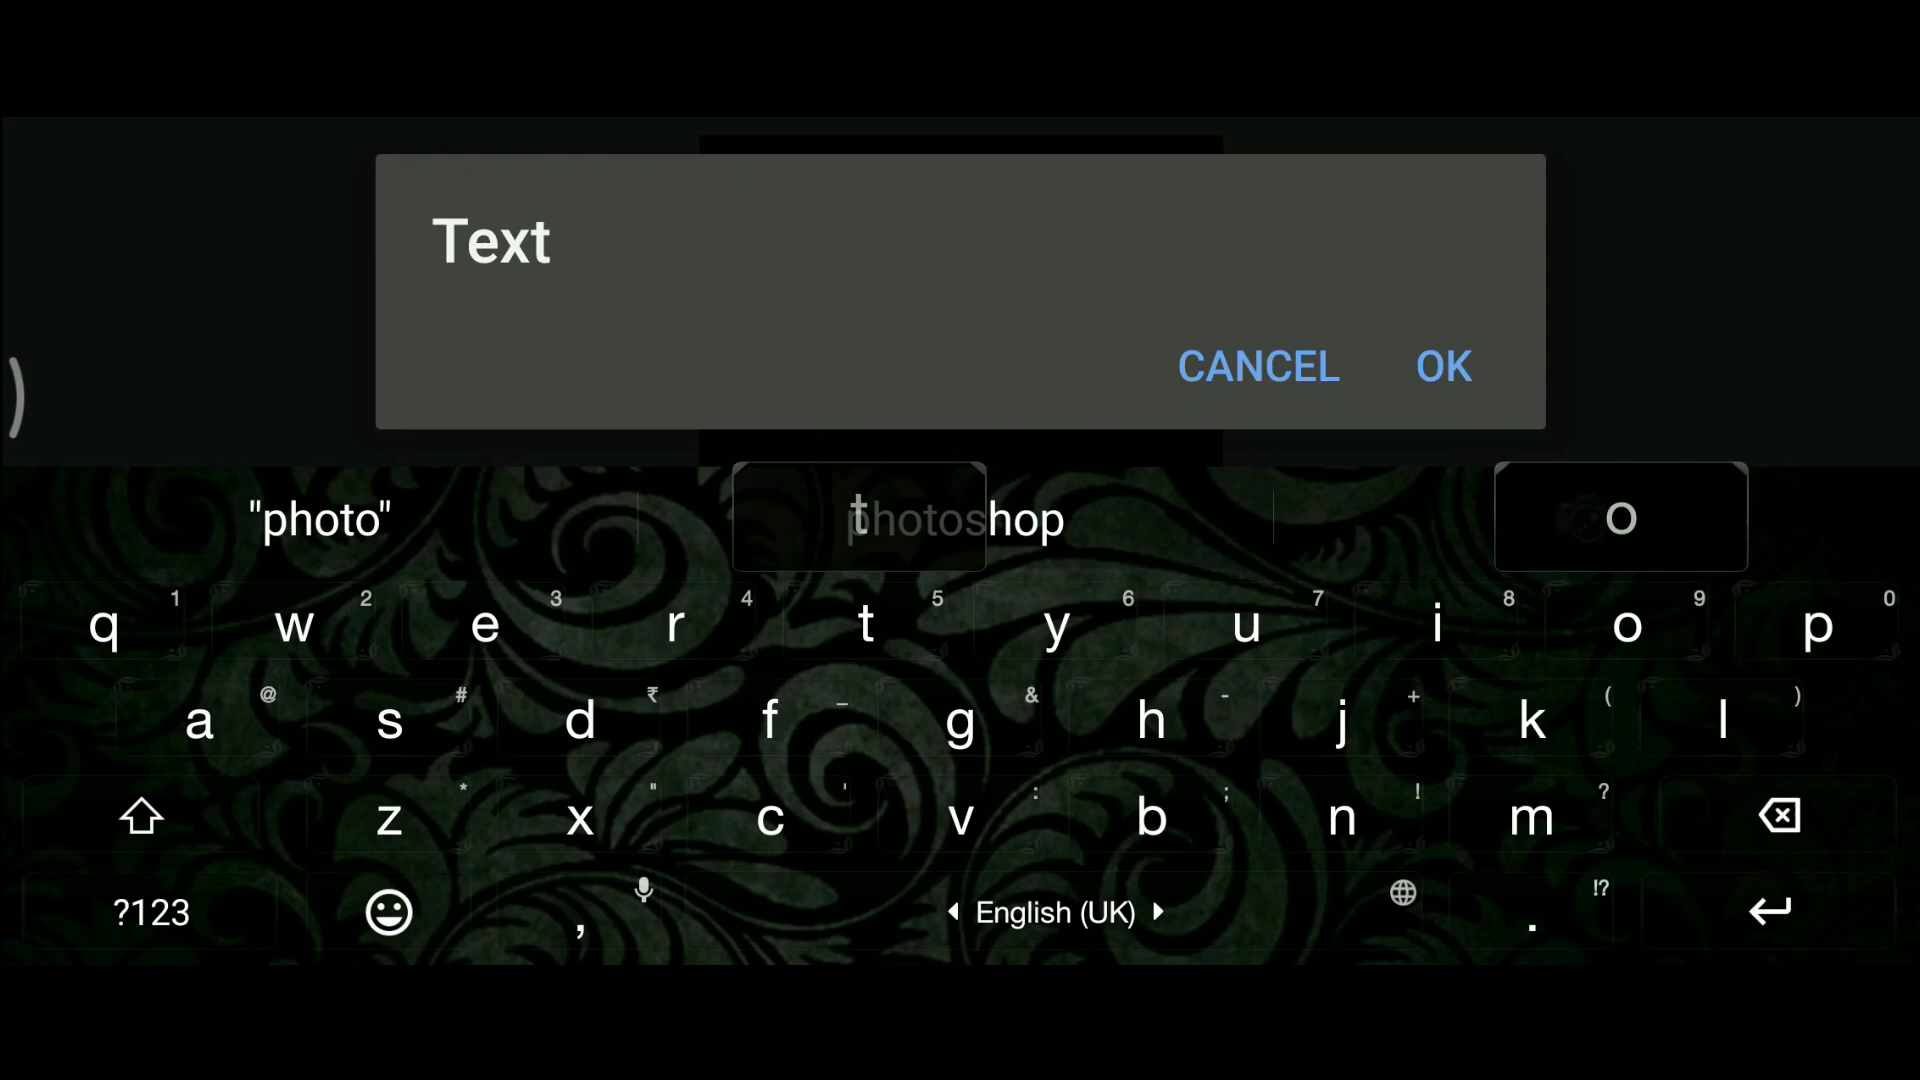 Text
CANCEL OK
"photo" photoshop o
t
1 2 3 4 5 6 7 8 9 0
q w e r t y u i o p
@ # ₹ _ & - + ( )
a s d f g h j k l
* " ' : ; ! ?
z x c v b n m
?123 , English (UK) . !?